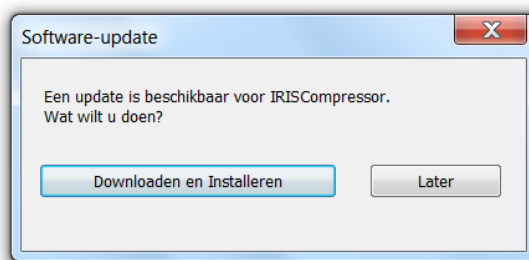 Software-update
Een update is beschikbaar voor IRISCompressor.
Wat wilt u doen?
Downloaden en Installeren
Later